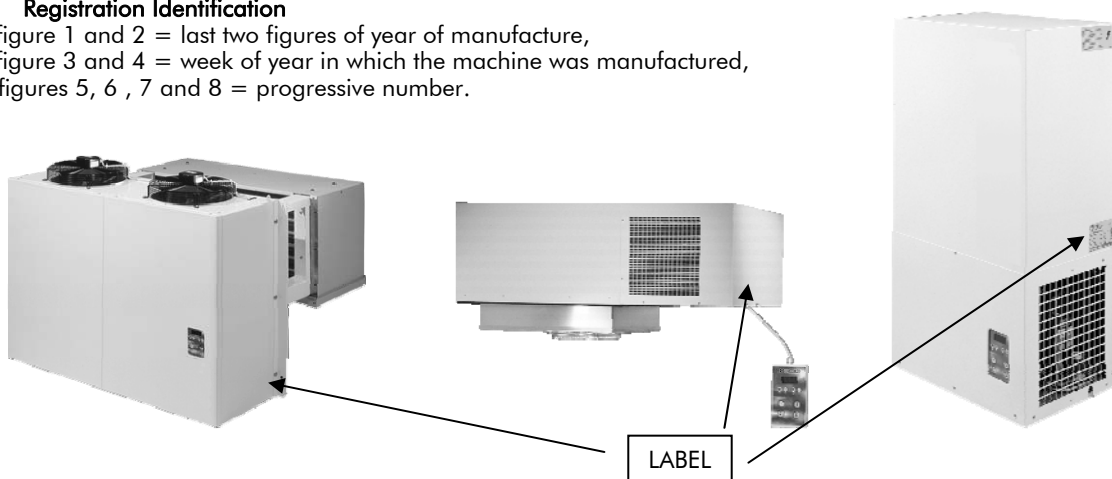 Registration Identification
figure 1 and 2 = last two figures of year of manufacture,
figure 3 and 4 = week of year in which the machine was manufactured,
figures 5, 6 , 7 and 8 = progressive number.
LABEL